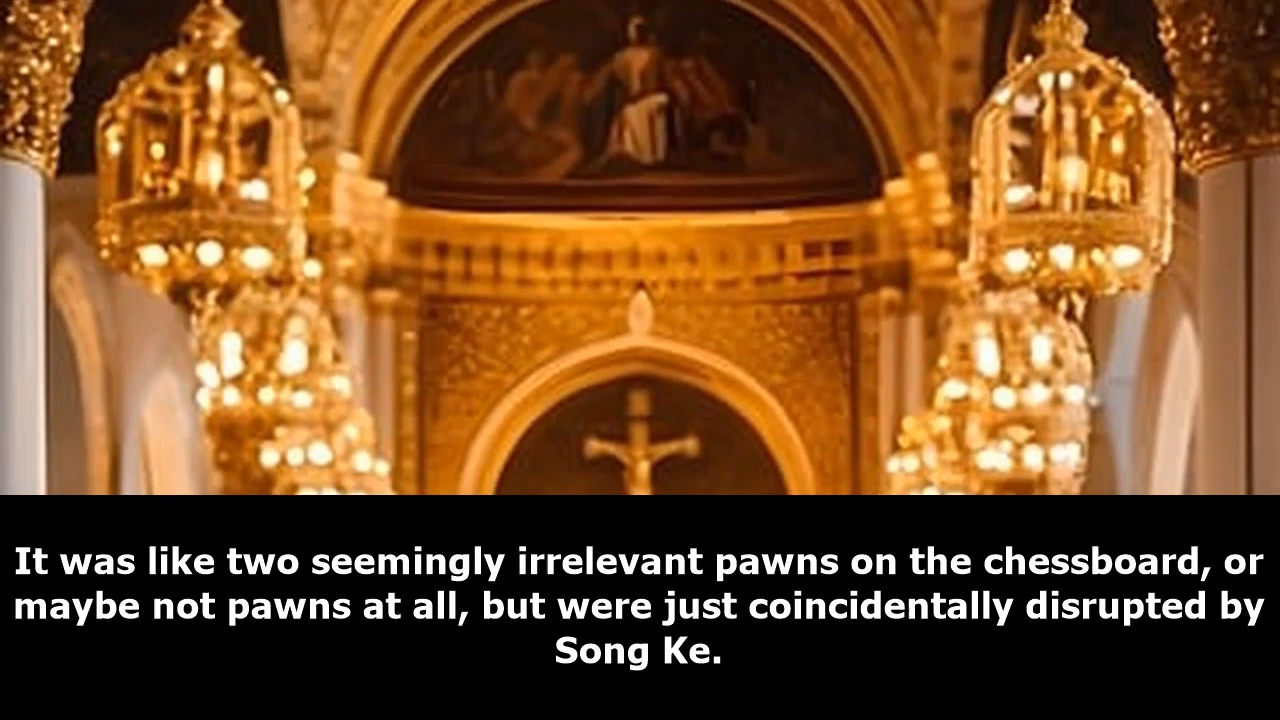 It was like two seemingly irrelevant pawns on the chessboard, or
maybe not pawns at all, but were just coincidentally disrupted by
Song Ke.